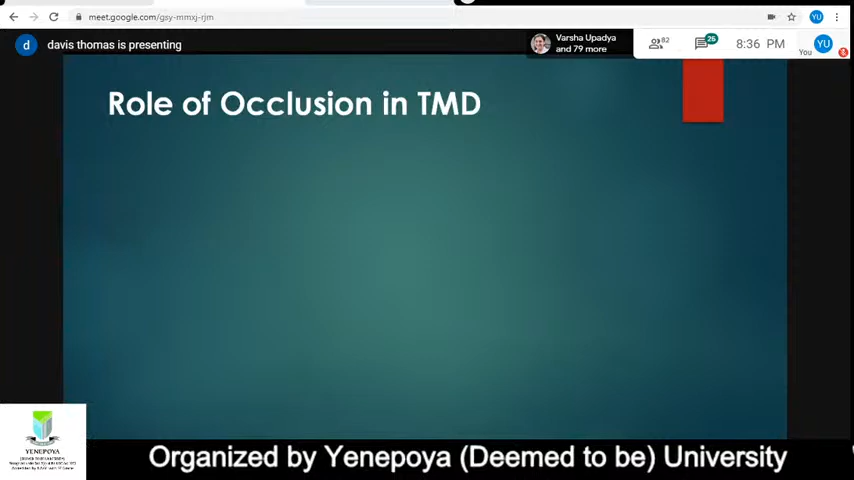 meet.google.com/gsy-mmxj-rjm
YU
d
davis thomas is presenting
Varsha Upadya
and 79 more
82
26
8:36 PM
You
YU
Role of Occlusion in TMD
YENEPOYA
Organized by Yenepoya (Deemed to be) University